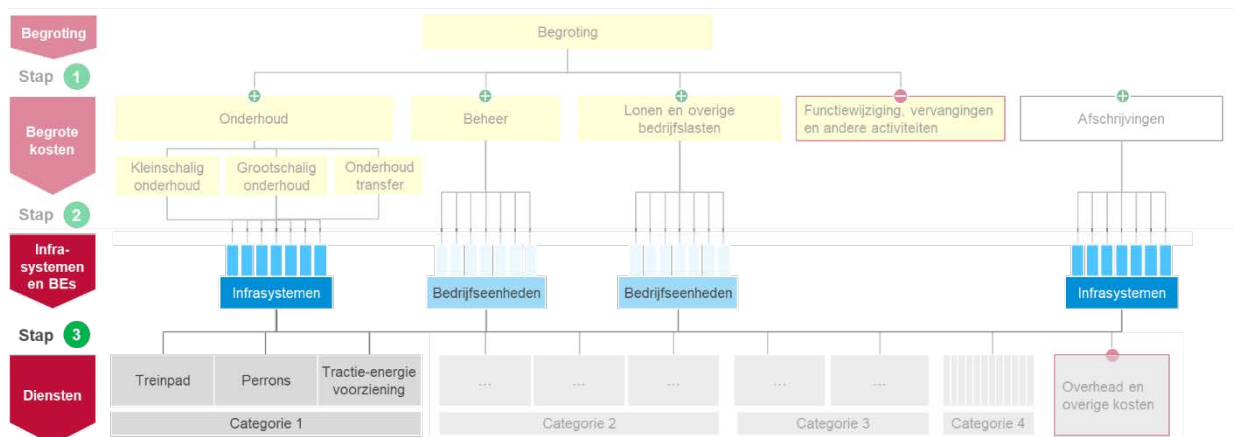 Begroting
Begroting
Stap 1
Begrote
kosten
Onderhoud
Beheer
Lonen en overige
bedrijfslasten
Functiewijziging, vervangingen
en andere activiteiten
Afschrijvingen
Kleinschalig
onderhoud
Grootschalig
onderhoud
Onderhoud
transfer
Stap 2
Infra-
systemen
en BEs
Infrasystemen
Bedrijfseenheden
Bedrijfseenheden
Infrasystemen
Stap 3
Diensten
Treinpad
Perrons
Tractie-energie
voorziening
...
...
...
...
...
Overhead en
overige kosten
Categorie 1
Categorie 2
Categorie 3
Categorie 4